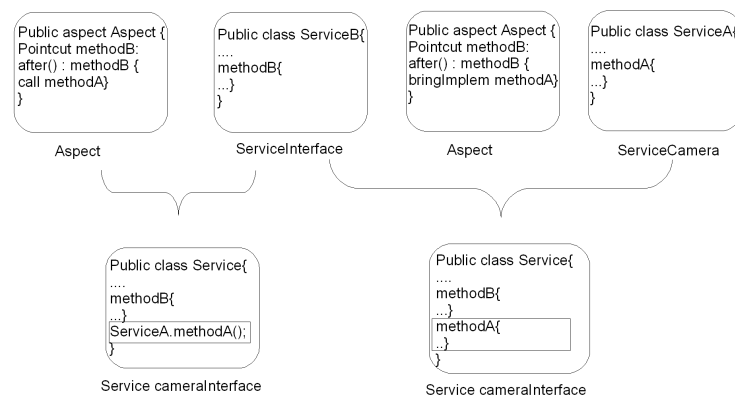 Public aspect Aspect {
Pointcut methodB:
after() : methodB {
call methodA}
}
Aspect
Public class ServiceB{
....
methodB{
...}
}
ServiceInterface
Public aspect Aspect {
Pointcut methodB:
after() : methodB {
bringImplem methodA}
}
Aspect
Public class ServiceA{
....
methodA{
...}
}
ServiceCamera
Public class Service{
....
methodB{
...}
ServiceA.methodA();
}
Service cameraInterface
Public class Service{
....
methodB{
...}
methodA{
..}
}
Service cameraInterface